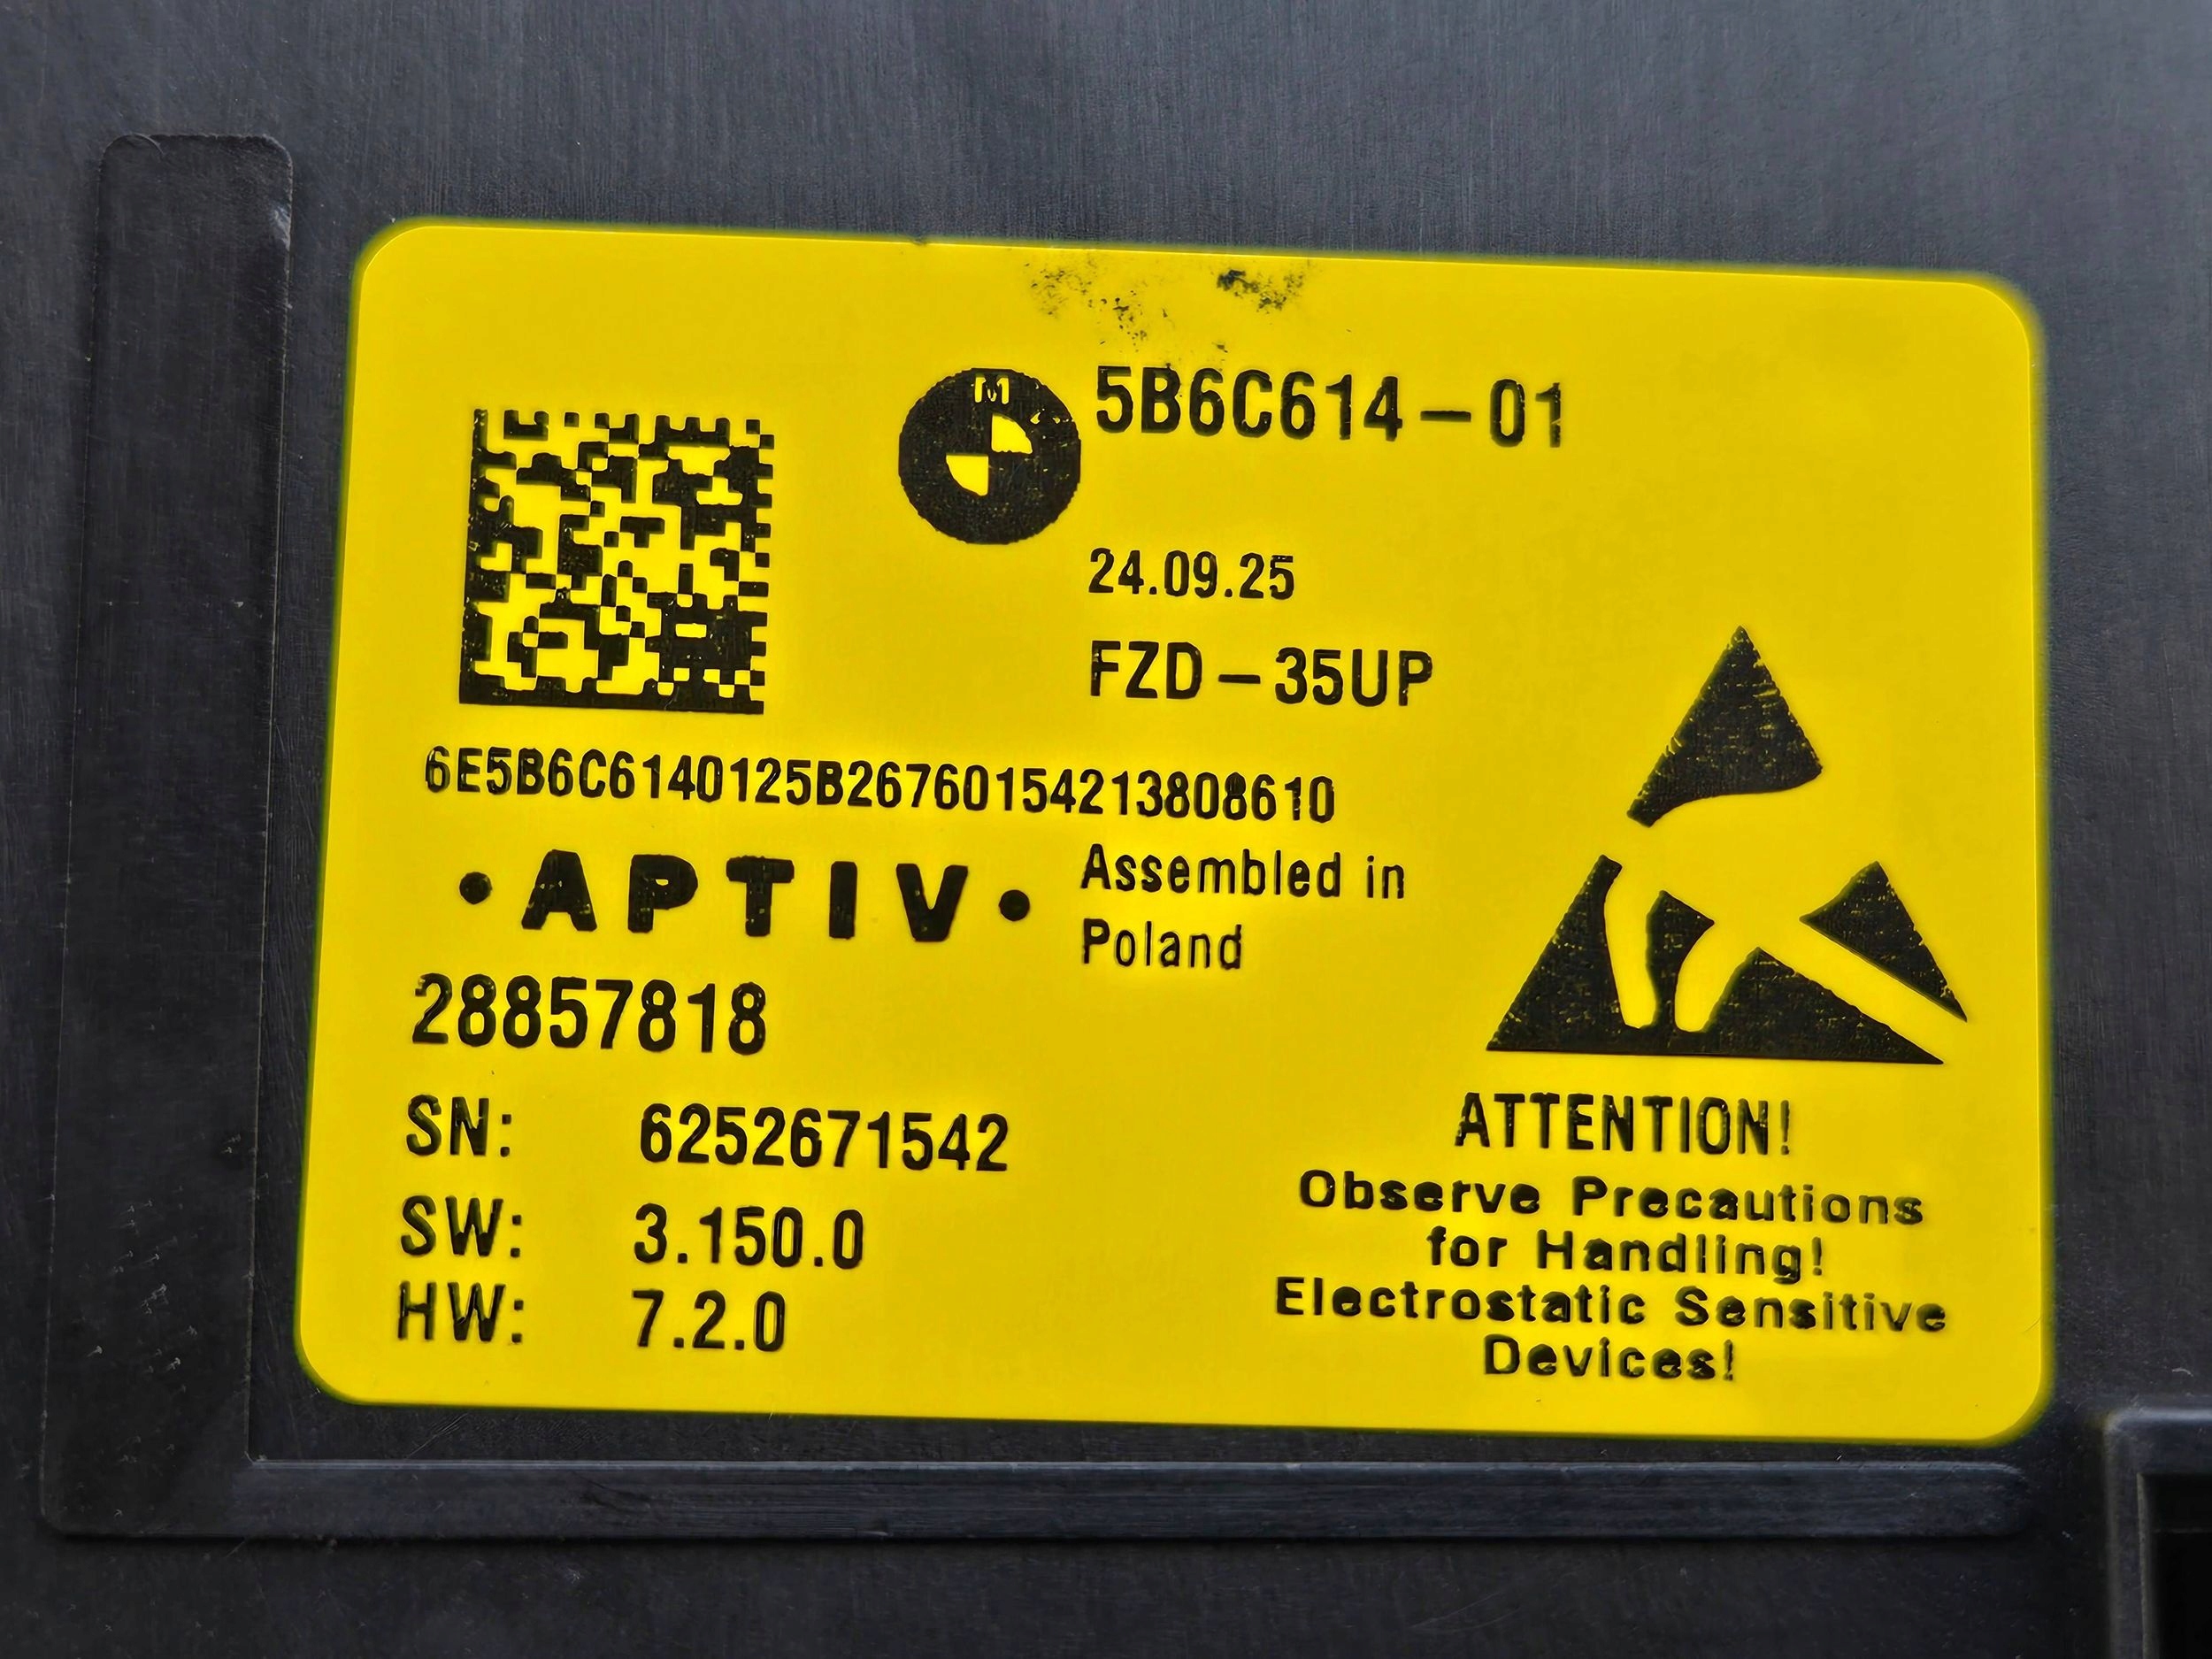 M
5B6C614-01
24.09.25
FZD-35UP
6E5B6C6140125B26760154213808610
• APTIV •
Assembled in
Poland
28857818
SN: 6252671542
SW: 3.150.0
HW: 7.2.0
ATTENTION!
Observe Precautions
for Handling!
Electrostatic Sensitive
Devices!